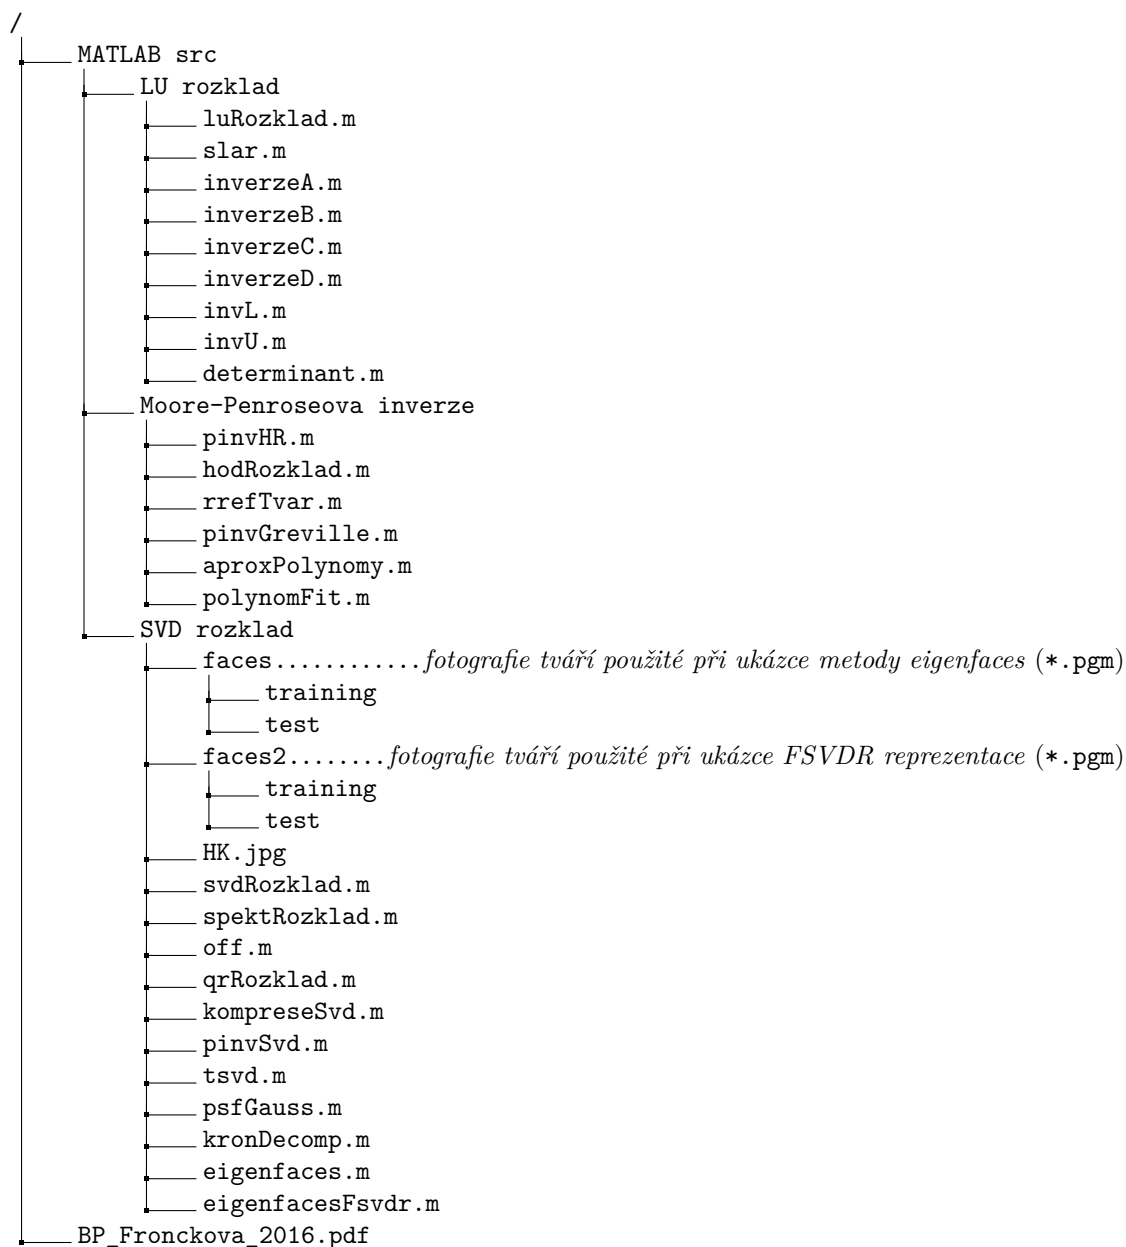 /
MATLAB src
LU rozklad
luRozklad.m
slar.m
inverzeA.m
inverzeB.m
inverzeC.m
inverzeD.m
invL.m
invU.m
determinant.m
Moore-Penroseova inverze
pinvHR.m
hodRozklad.m
rrefTvar.m
pinvGreville.m
aproxPolynomy.m
polynomFit.m
SVD rozklad
faces............fotografie tváří použité při ukázce metody eigenfaces (*.pgm)
training
test
faces2........fotografie tváří použité při ukázce FSVDR reprezentace (*.pgm)
training
test
HK.jpg
svdRozklad.m
spektRozklad.m
off.m
qrRozklad.m
kompreseSvd.m
pinvSvd.m
tsvd.m
psfGauss.m
kronDecomp.m
eigenfaces.m
eigenfacesFsvdr.m
BP_Fronckova_2016.pdf